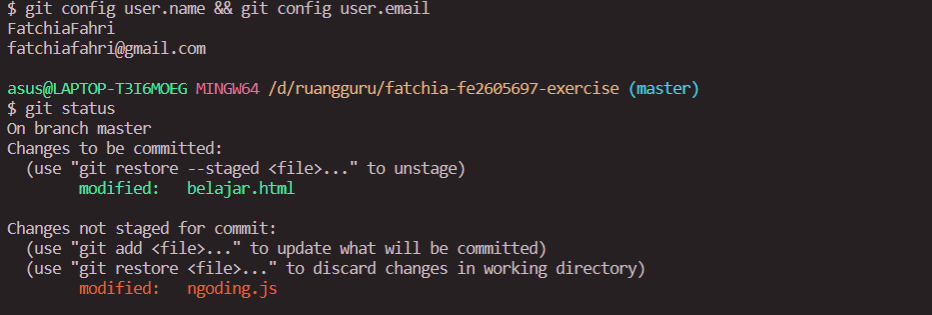 $ git config user.name && git config user.email
FatchiaFahri
fatchiafahri@gmail.com
asus@LAPTOP-T3I6MOEG MINGW64 /d/ruangguru/fatchia-fe2605697-exercise (master)
$ git status
On branch master
Changes to be committed:
  (use "git restore --staged <file>..." to unstage)
        modified:   belajar.html
Changes not staged for commit:
  (use "git add <file>..." to update what will be committed)
  (use "git restore <file>..." to discard changes in working directory)
        modified:   ngoding.js